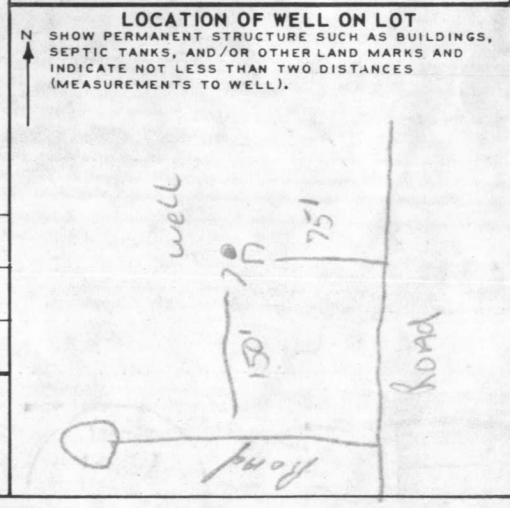 LOCATION OF WELL ON LOT
N
SHOW PERMANENT STRUCTURE SUCH AS BUILDINGS,
SEPTIC TANKS, AND/OR OTHER LAND MARKS AND
INDICATE NOT LESS THAN TWO DISTANCES
(MEASUREMENTS TO WELL).
well
75'
150'
Road
Road